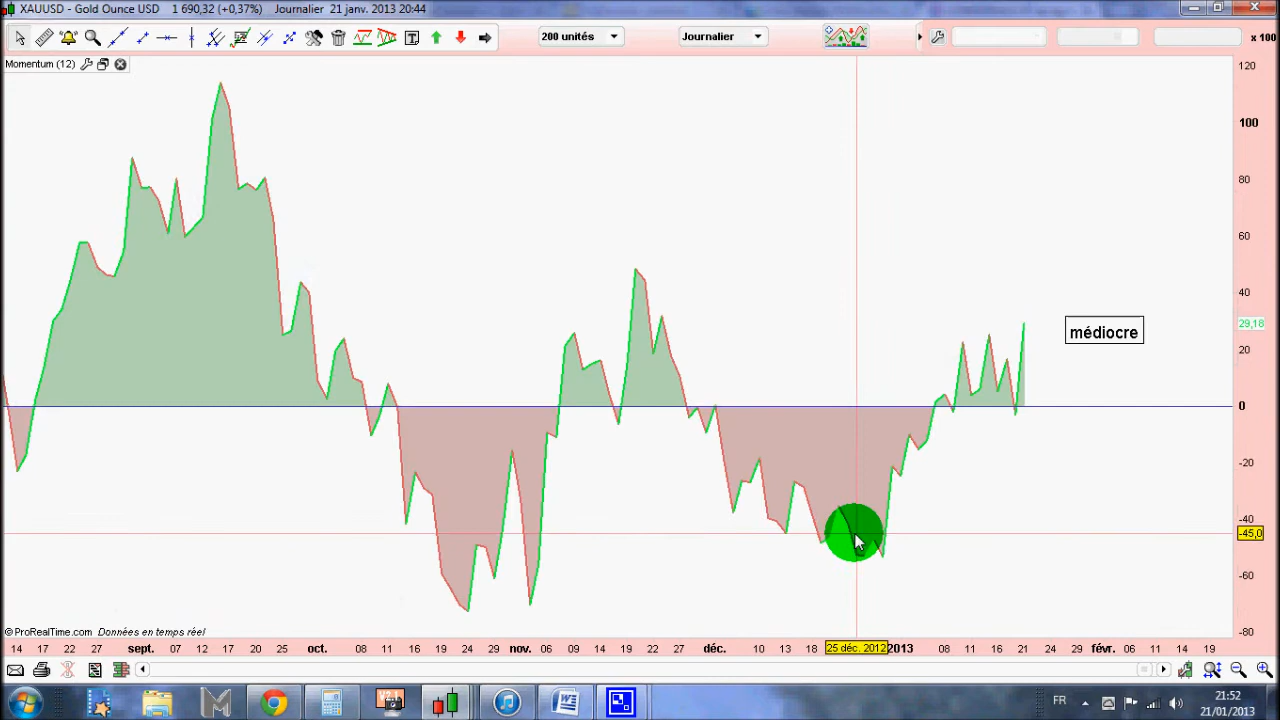 XAUUSD - Gold Ounce USD 1 690,32 (+0,37%) Journalier 21 janv. 2013 20:44
200 unités Journalier x 100
Momentum (12)
120
100
80
60
40
29,18
20
médiocre
0
-20
-40
-45,0
-60
-80
© ProRealTime.com Données en temps réel
14 17 22 27 sept. 07 12 17 20 25 oct. 08 11 16 19 24 29 nov. 06 09 14 19 22 27 déc. 10 13 18 25 déc. 2012 2013 08 11 16 21 24 29 févr. 06 11 14 19
FR 21:52
21/01/2013